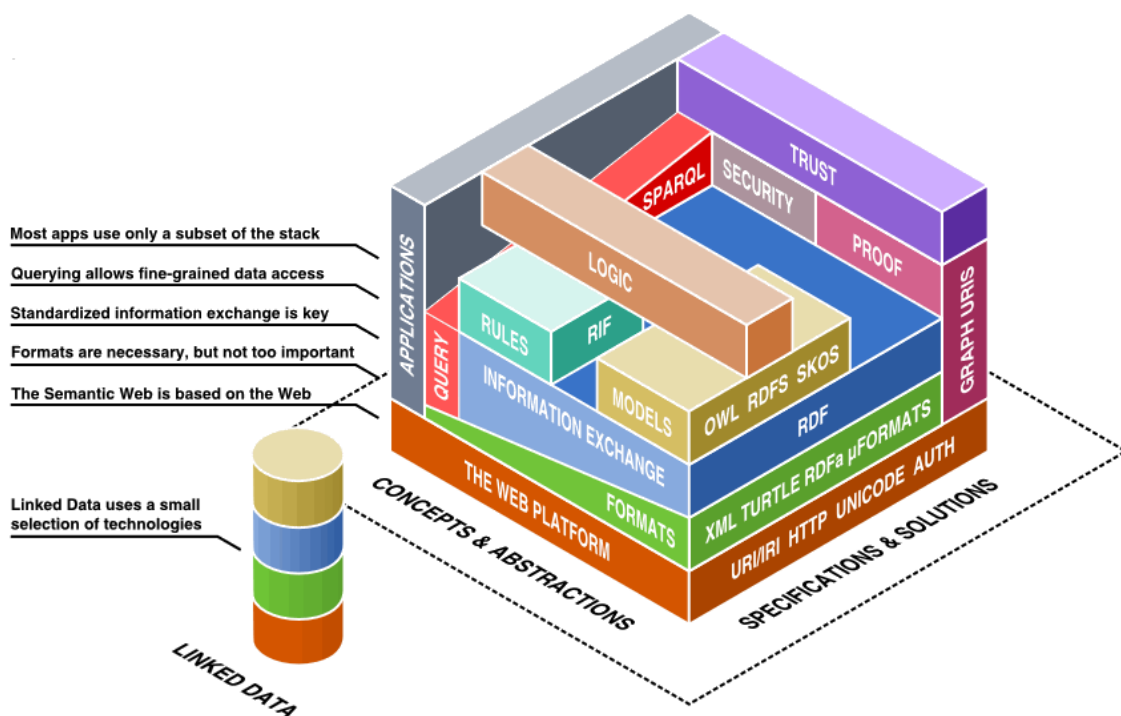 Most apps use only a subset of the stack
Querying allows fine-grained data access
Standardized information exchange is key
Formats are necessary, but not too important
The Semantic Web is based on the Web
Linked Data uses a small
selection of technologies
LINKED DATA
APPLICATIONS
QUERY
RULES
RIF
LOGIC
SPARQL
SECURITY
TRUST
PROOF
GRAPH URIS
INFORMATION EXCHANGE
MODELS
OWL RDFS SKOS
RDF
FORMATS
XML TURTLE RDFa µFORMATS
THE WEB PLATFORM
URI/IRI HTTP UNICODE AUTH
CONCEPTS & ABSTRACTIONS
SPECIFICATIONS & SOLUTIONS